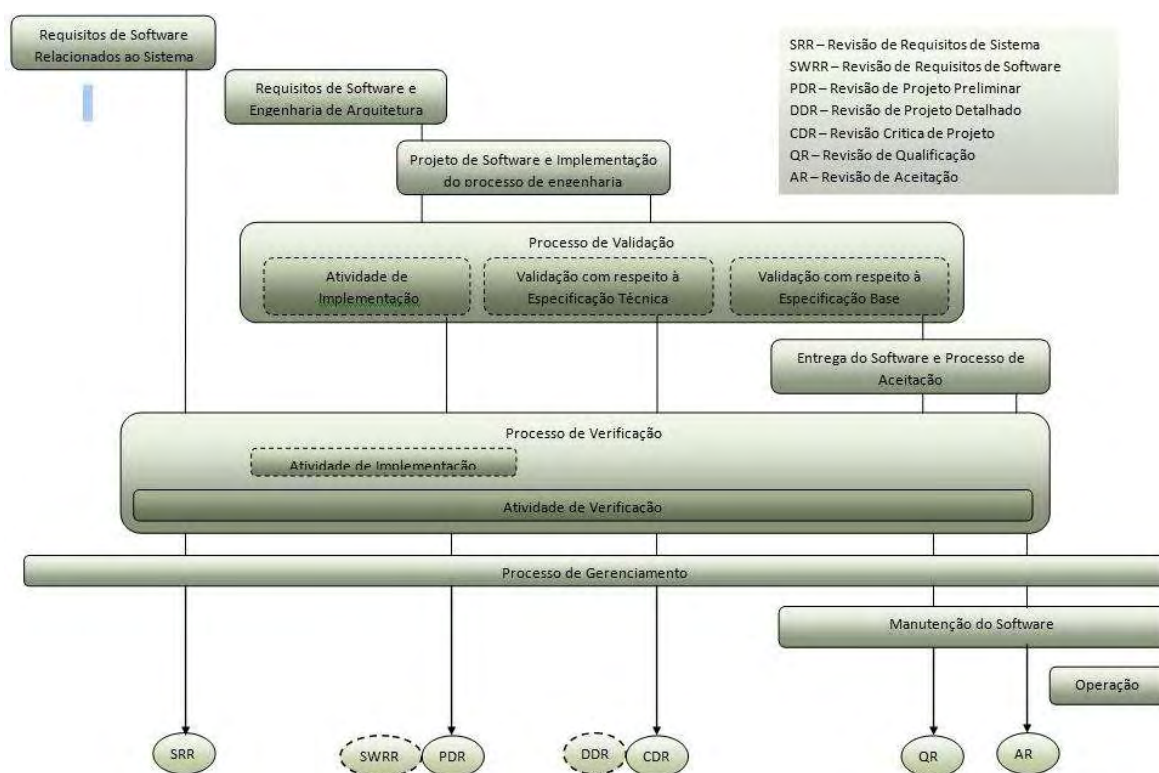 Requisitos de Software
Relacionados ao Sistema
Requisitos de Software e
Engenharia de Arquitetura
Projeto de Software e Implementação
do processo de engenharia
SRR – Revisão de Requisitos de Sistema
SWRR – Revisão de Requisitos de Software
PDR – Revisão de Projeto Preliminar
DDR – Revisão de Projeto Detalhado
CDR – Revisão Critica de Projeto
QR – Revisão de Qualificação
AR – Revisão de Aceitação
Processo de Validação
Atividade de
Implementação
Validação com respeito à
Especificação Técnica
Validação com respeito à
Especificação Base
Entrega do Software e Processo de
Aceitação
Processo de Verificação
Atividade de Implementação
Atividade de Verificação
Processo de Gerenciamento
Manutenção do Software
Operação
SRR
SWRR
PDR
DDR
CDR
QR
AR